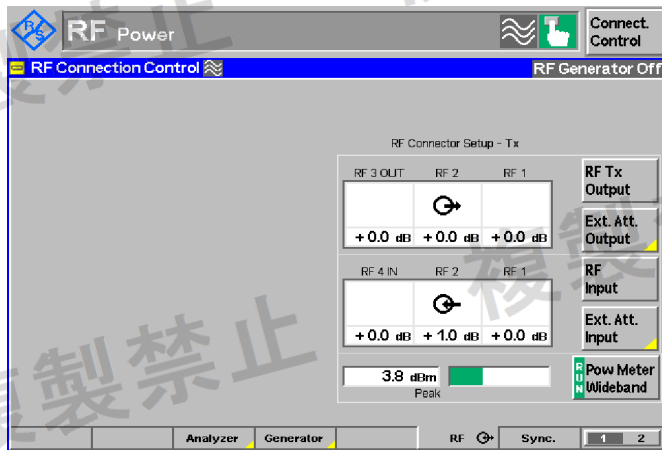 R/S RF Power
Connect.
Control
RF Connection Control
RF Generator Off
RF Connector Setup - Tx
RF 3 OUT RF 2 RF 1
+0.0 dB +0.0 dB +0.0 dB
RF Tx
Output
Ext. Att.
Output
RF 4 IN RF 2 RF 1
+0.0 dB +1.0 dB +0.0 dB
RF
Input
Ext. Att.
Input
3.8 dBm
Peak
RUN
Pow Meter
Wideband
Analyzer Generator RF Sync. 1 2
複製禁止
複製禁止
複製禁止